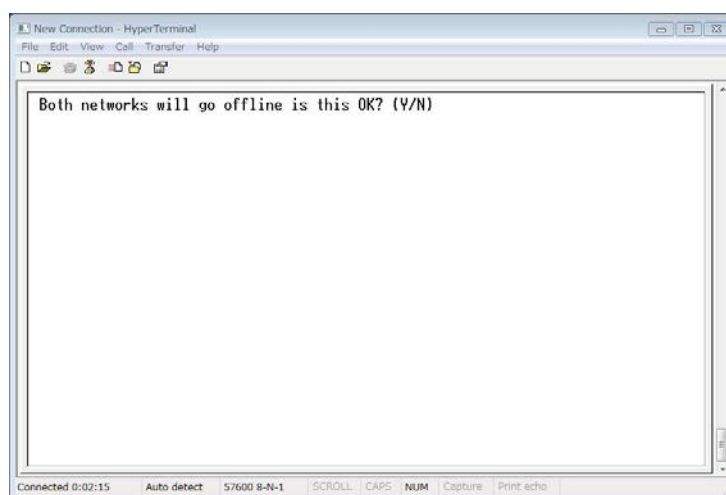 New Connection - HyperTerminal
File Edit View Call Transfer Help
Both networks will go offline is this OK? (Y/N)
Connected 0:02:15 Auto detect 57600 8-N-1 SCROLL CAPS NUM Capture Print echo